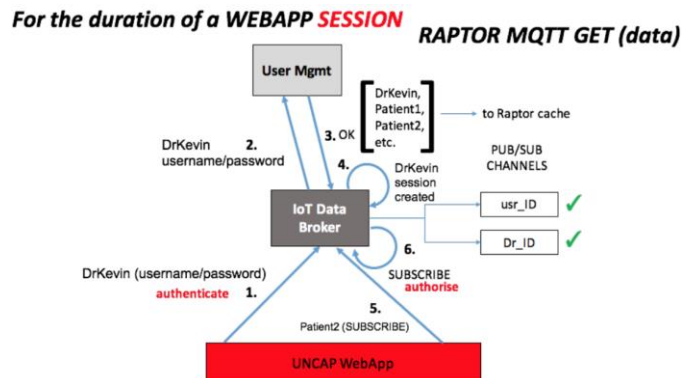 For the duration of a WEBAPP SESSION
RAPTOR MQTT GET (data)
User Mgmt
DrKevin,
Patient1,
Patient2,
etc.
to Raptor cache
3. OK
DrKevin 2.
username/password
4.
DrKevin
session
created
PUB/SUB
CHANNELS
IoT Data
Broker
usr_ID ✓
Dr_ID ✓
6.
SUBSCRIBE
authorise
DrKevin (username/password)
authenticate 1.
5.
Patient2 (SUBSCRIBE)
UNCAP WebApp